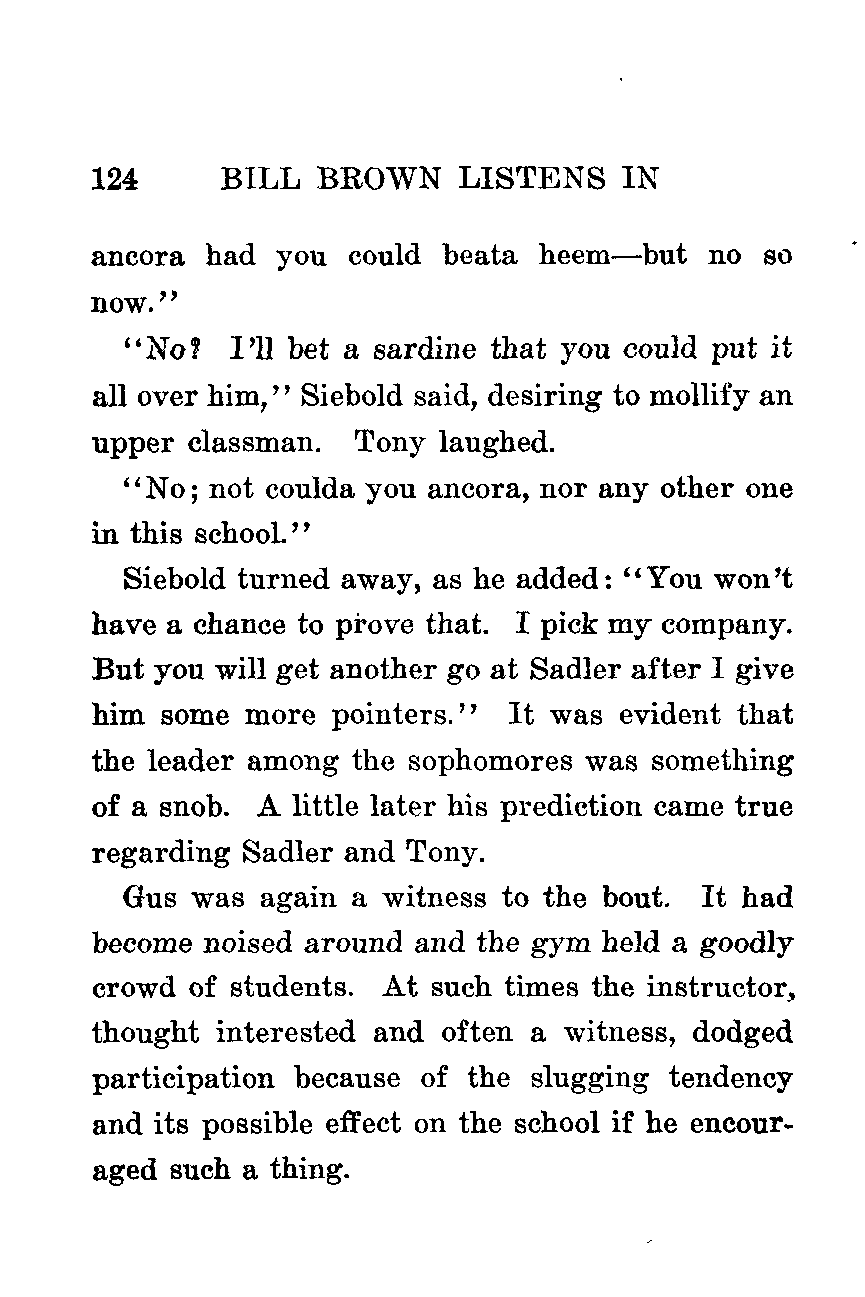 124 BILL BROWN LISTENS IN
ancora had you could beata heem—but no so
now."
"No? I'll bet a sardine that you could put it
all over him," Siebold said, desiring to mollify an
upper classman. Tony laughed.
"No; not coulda you ancora, nor any other one
in this school."
Siebold turned away, as he added: "You won't
have a chance to prove that. I pick my company.
But you will get another go at Sadler after I give
him some more pointers." It was evident that
the leader among the sophomores was something
of a snob. A little later his prediction came true
regarding Sadler and Tony.
Gus was again a witness to the bout. It had
become noised around and the gym held a goodly
crowd of students. At such times the instructor,
thought interested and often a witness, dodged
participation because of the slugging tendency
and its possible effect on the school if he encour-
aged such a thing.